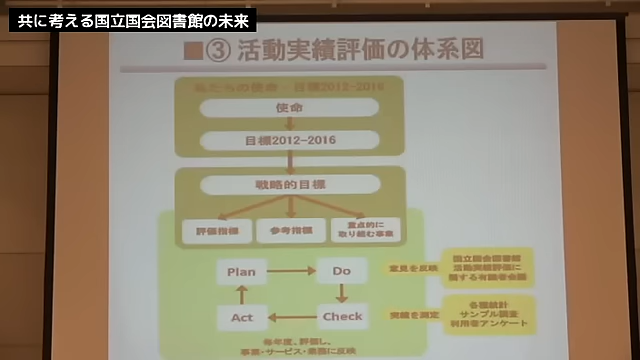 共に考える国立国会図書館の未来
■③ 活動実績評価の体系図
私たちの使命・目標2012-2016
使命
目標2012-2016
戦略的目標
評価指標
参考指標
重点的に
取り組む事業
Plan
Do
Act
Check
意見を反映
国立国会図書館
活動実績評価に
関する有識者会議
実績を測定
各種統計
サンプル調査
利用者アンケート
毎年度、評価し、
事業・サービス・業務に反映